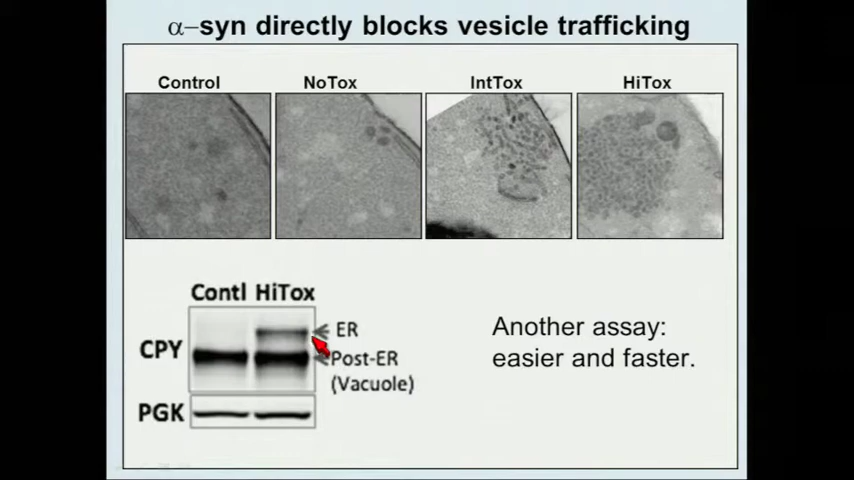 α–syn directly blocks vesicle trafficking
Control NoTox IntTox HiTox
Contl HiTox
CPY
ER
Post-ER
(Vacuole)
PGK
Another assay:
easier and faster.